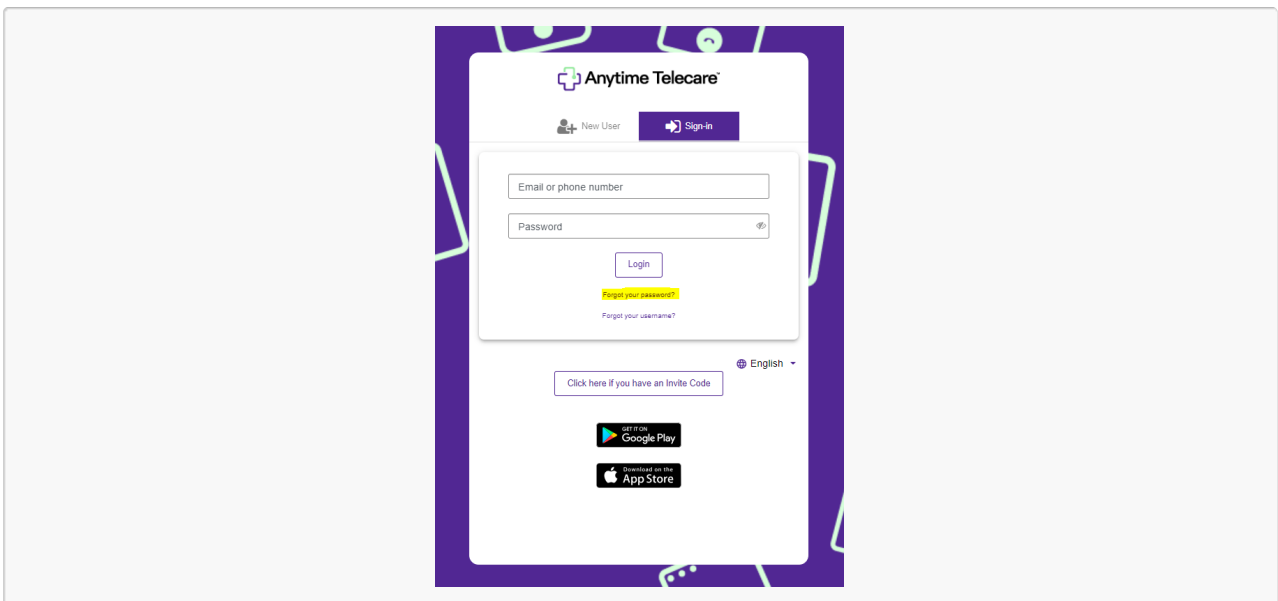 Anytime Telecare™
New User
Sign-in
Email or phone number
Password
Login
Forgot your password?
Forgot your username?
English
Click here if you have an Invite Code
GET IT ON
Google Play
Download on the
App Store